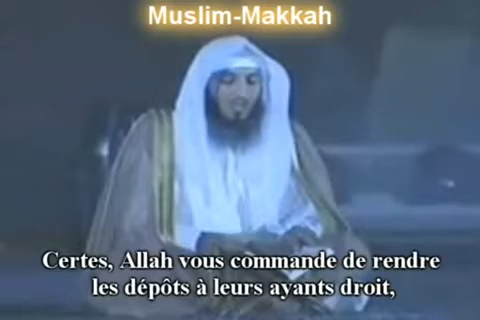 Muslim-Makkah
Certes, Allah vous commande de rendre
les dépôts à leurs ayants droit,